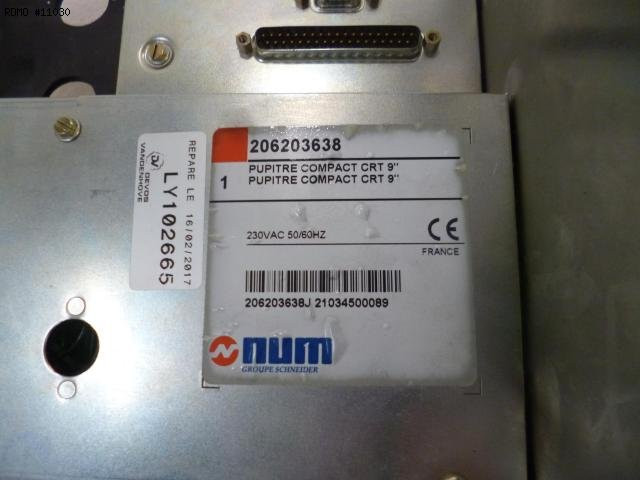 ROMO #11030
206203638
PUPITRE COMPACT CRT 9"
1 PUPITRE COMPACT CRT 9"
230VAC 50/60HZ
CE
FRANCE
206203638J 21034500089
num
GROUPE SCHNEIDER
REPARE LE 16/02/2017
LY102665
DEVOS
VANDENHOVE